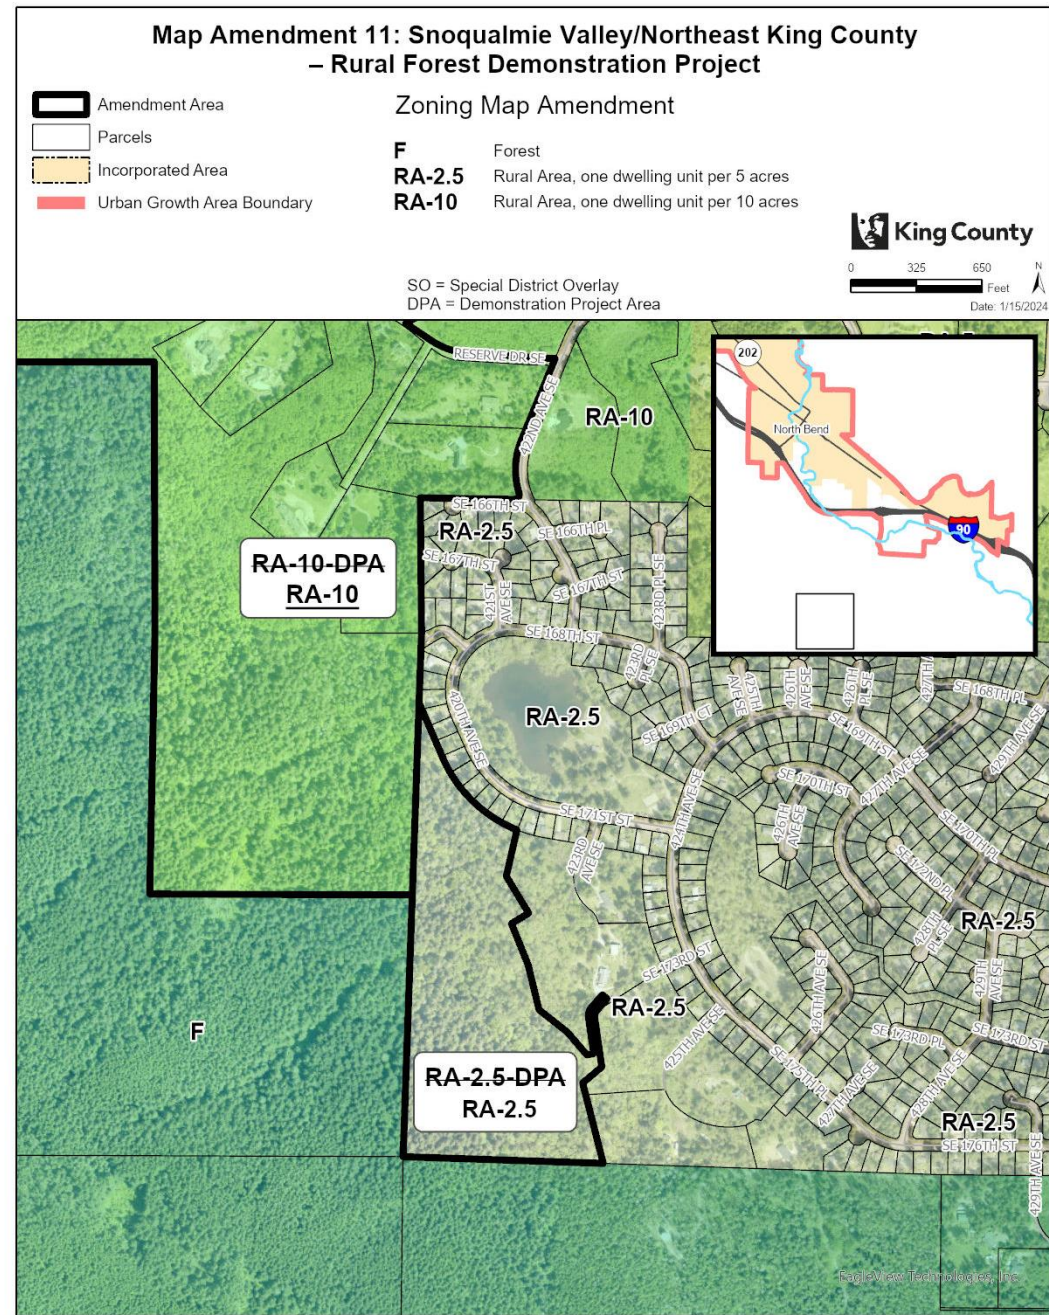 Map Amendment 11: Snoqualmie Valley/Northeast King County
– Rural Forest Demonstration Project
Amendment Area
Parcels
Incorporated Area
Urban Growth Area Boundary
Zoning Map Amendment
F Forest
RA-2.5 Rural Area, one dwelling unit per 5 acres
RA-10 Rural Area, one dwelling unit per 10 acres
SO = Special District Overlay
DPA = Demonstration Project Area
King County
0 325 650
Feet
N
Date: 1/15/2024
RESERVE DR SE
422ND AVE SE
RA-10
202
North Bend
90
SE 166TH ST
RA-2.5
SE 166TH PL
SE 167TH ST
SE 167TH ST
421ST
AVE SE
422RD PL SE
RA-10-DPA
RA-10
SE 168TH ST
423RD
PL SE
420TH AVE SE
RA-2.5
SE 169TH CT
425TH
AVE SE
426TH
AVE SE
426TH
PL SE
427TH
SE 168TH PL
SE 169TH ST
429TH AVE SE
427TH AVE SE
SE 170TH ST
426TH
AVE SE
424TH AVE SE
SE 171ST ST
423RD
AVE SE
SE 170TH PL
SE 172ND PL
428TH
PL SE
RA-2.5
429TH
AVE SE
SE 173RD ST
RA-2.5
426TH AVE SE
425TH AVE SE
SE 173RD PL
SE 173RD ST
F
RA-2.5-DPA
RA-2.5
SE 175TH PL
427TH AVE SE
428TH AVE SE
RA-2.5
SE 176TH ST
429TH AVE SE
EagleView Technologies, Inc